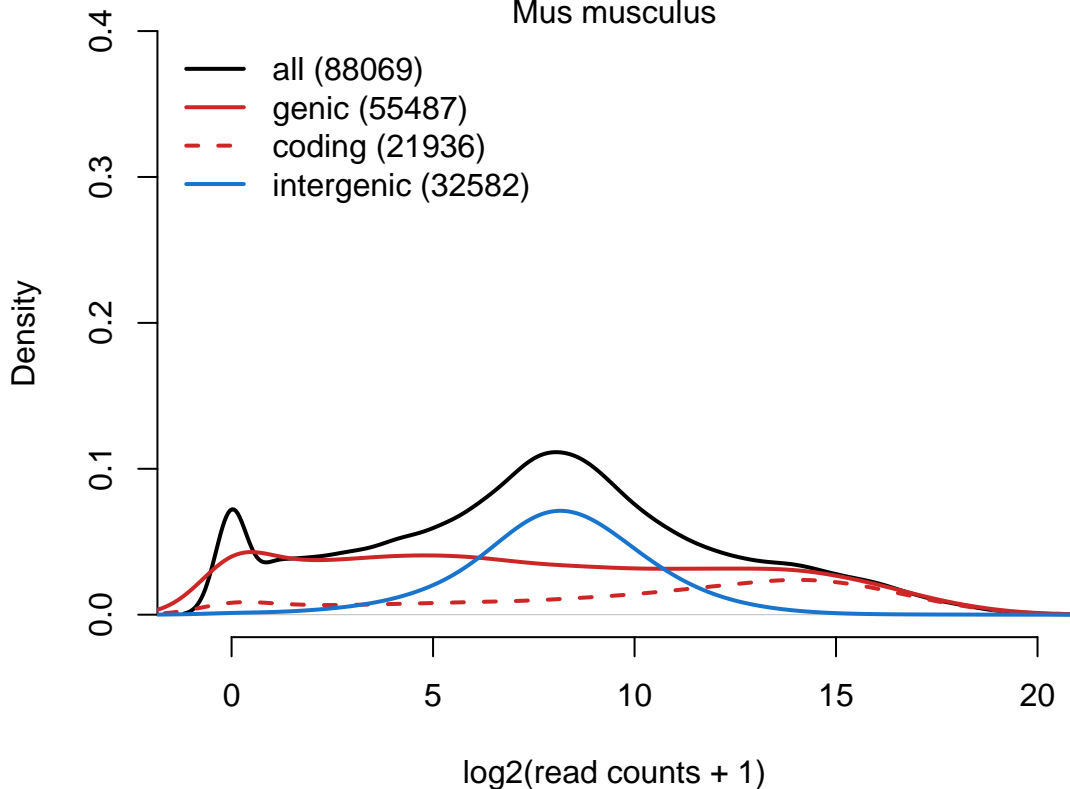 Mus musculus
all (88069)
genic (55487)
coding (21936)
intergenic (32582)
Density
0.4
0.3
0.2
0.1
0.0
0 5 10 15 20
log2(read counts + 1)